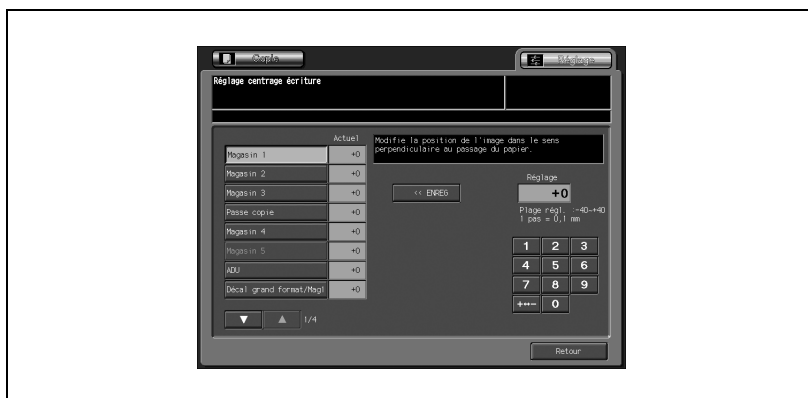 Copie
Réglage
Réglage centrage écriture
Actuel
Modifie la position de l'image dans le sens
perpendiculaire au passage du papier.
Magasin 1 +0
Magasin 2 +0
Magasin 3 +0
Passe copie +0
Magasin 4 +0
Magasin 5 +0
ADU +0
Décal grand format/Mag1 +0
▼ ▲ 1/4
<< ENREG
Réglage
+0
Plage régl. :-40~+40
1 pas = 0,1 mm
1 2 3
4 5 6
7 8 9
+↔- 0
Retour